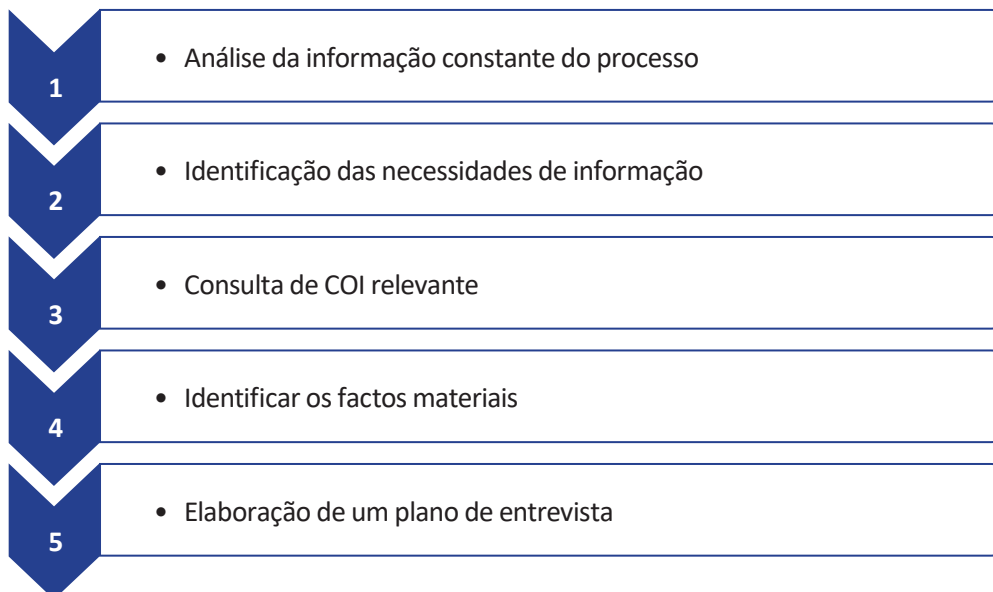 1
• Análise da informação constante do processo
2
• Identificação das necessidades de informação
3
• Consulta de COI relevante
4
• Identificar os factos materiais
5
• Elaboração de um plano de entrevista